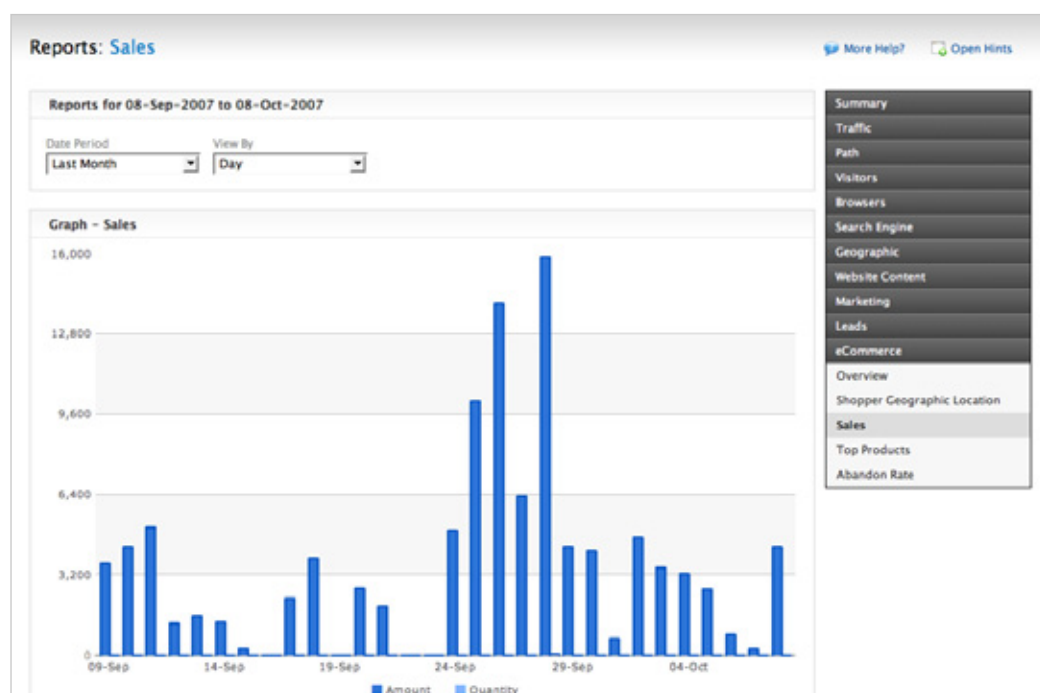 Reports: Sales
More Help?
Open Hints
Reports for 08-Sep-2007 to 08-Oct-2007
Date Period
View By
Last Month
Day
Graph - Sales
16,000
12,800
9,600
6,400
3,200
0
09-Sep
14-Sep
19-Sep
24-Sep
29-Sep
04-Oct
Amount
Quantity
Summary
Traffic
Path
Visitors
Browsers
Search Engine
Geographic
Website Content
Marketing
Leads
eCommerce
Overview
Shopper Geographic Location
Sales
Top Products
Abandon Rate